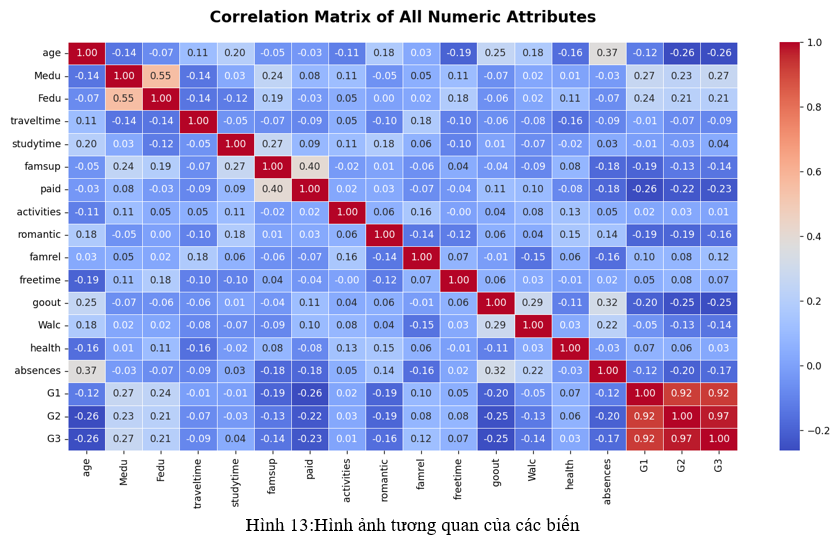 Correlation Matrix of All Numeric Attributes
age 1.00 -0.14 -0.07 0.11 0.20 -0.05 -0.03 -0.11 0.18 0.03 -0.19 0.25 0.18 -0.16 0.37 -0.12 -0.26 -0.26
Medu -0.14 1.00 0.55 -0.14 0.03 0.24 0.08 0.11 -0.05 0.05 0.11 -0.07 0.02 0.01 -0.03 0.27 0.23 0.27
Fedu -0.07 0.55 1.00 -0.14 -0.12 0.19 -0.03 0.05 0.00 0.02 0.18 -0.06 0.02 0.11 -0.07 0.24 0.21 0.21
traveltime 0.11 -0.14 -0.14 1.00 -0.05 -0.07 -0.09 0.05 -0.10 0.18 -0.10 -0.06 -0.08 -0.16 -0.09 -0.01 -0.07 -0.09
studytime 0.20 0.03 -0.12 -0.05 1.00 0.27 0.09 0.11 0.18 0.06 -0.10 0.01 -0.07 -0.02 0.03 -0.01 -0.03 0.04
famsup -0.05 0.24 0.19 -0.07 0.27 1.00 0.40 -0.02 0.01 -0.06 0.04 -0.04 -0.09 0.08 -0.18 -0.19 -0.13 -0.14
paid -0.03 0.08 -0.03 -0.09 0.09 0.40 1.00 0.02 0.03 -0.07 -0.04 0.11 0.10 -0.08 -0.18 -0.26 -0.22 -0.23
activities -0.11 0.11 0.05 0.05 0.11 -0.02 0.02 1.00 0.06 0.16 -0.00 0.04 0.08 0.13 0.05 0.02 0.03 0.01
romantic 0.18 -0.05 0.00 -0.10 0.18 0.01 0.03 0.06 1.00 -0.14 -0.12 0.06 0.04 0.15 0.14 -0.19 -0.19 -0.16
famrel 0.03 0.05 0.02 0.18 0.06 -0.06 -0.07 0.16 -0.14 1.00 0.07 -0.01 -0.15 0.06 -0.16 0.10 0.08 0.12
freetime -0.19 0.11 0.18 -0.10 -0.10 0.04 -0.04 -0.00 -0.12 0.07 1.00 0.06 0.03 -0.01 0.02 0.05 0.08 0.07
goout 0.25 -0.07 -0.06 -0.06 0.01 -0.04 0.11 0.04 0.06 -0.01 0.06 1.00 0.29 -0.11 0.32 -0.20 -0.25 -0.25
Walc 0.18 0.02 0.02 -0.08 -0.07 -0.09 0.10 0.08 0.04 -0.15 0.03 0.29 1.00 0.03 0.22 -0.05 -0.13 -0.14
health -0.16 0.01 0.11 -0.16 -0.02 0.08 -0.08 0.13 0.15 0.06 -0.01 -0.11 0.03 1.00 -0.03 0.07 0.06 0.03
absences 0.37 -0.03 -0.07 -0.09 0.03 -0.18 -0.18 0.05 0.14 -0.16 0.02 0.32 0.22 -0.03 1.00 -0.12 -0.20 -0.17
G1 -0.12 0.27 0.24 -0.01 -0.01 -0.19 -0.26 0.02 -0.19 0.10 0.05 -0.20 -0.05 0.07 -0.12 1.00 0.92 0.92
G2 -0.26 0.23 0.21 -0.07 -0.03 -0.13 -0.22 0.03 -0.19 0.08 0.08 -0.25 -0.13 0.06 -0.20 0.92 1.00 0.97
G3 -0.26 0.27 0.21 -0.09 0.04 -0.14 -0.23 0.01 -0.16 0.12 0.07 -0.25 -0.14 0.03 -0.17 0.92 0.97 1.00
age Medu Fedu traveltime studytime famsup paid activities romantic famrel freetime goout Walc health absences G1 G2 G3
1.0
0.8
0.6
0.4
0.2
0.0
−0.2
Hình 13:Hình ảnh tương quan của các biến